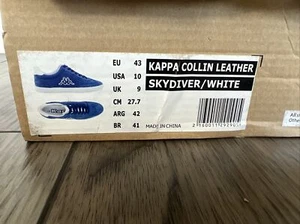 EU 43
USA 10
UK 9
CM 27.7
ARG 42
BR 41
KAPPA COLLIN LEATHER
SKYDIVER/WHITE
MADE IN CHINA